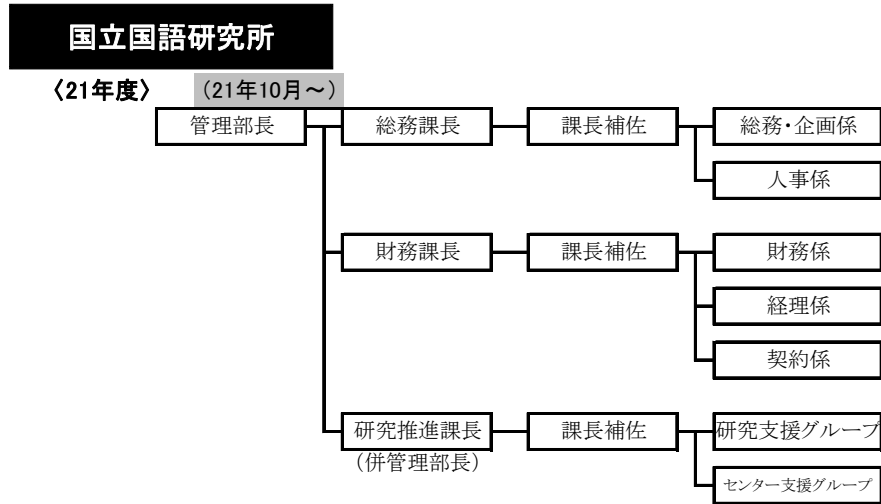 国立国語研究所
〈21年度〉 （21年10月～）
管理部長 総務課長 課長補佐 総務・企画係
人事係
財務課長 課長補佐 財務係
経理係
契約係
研究推進課長 課長補佐 研究支援グループ
（併管理部長）
センター支援グループ